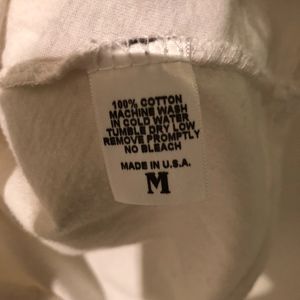 100% COTTON
MACHINE WASH
IN COLD WATER
TUMBLE DRY LOW
REMOVE PROMPTLY
NO BLEACH
MADE IN U.S.A.
M